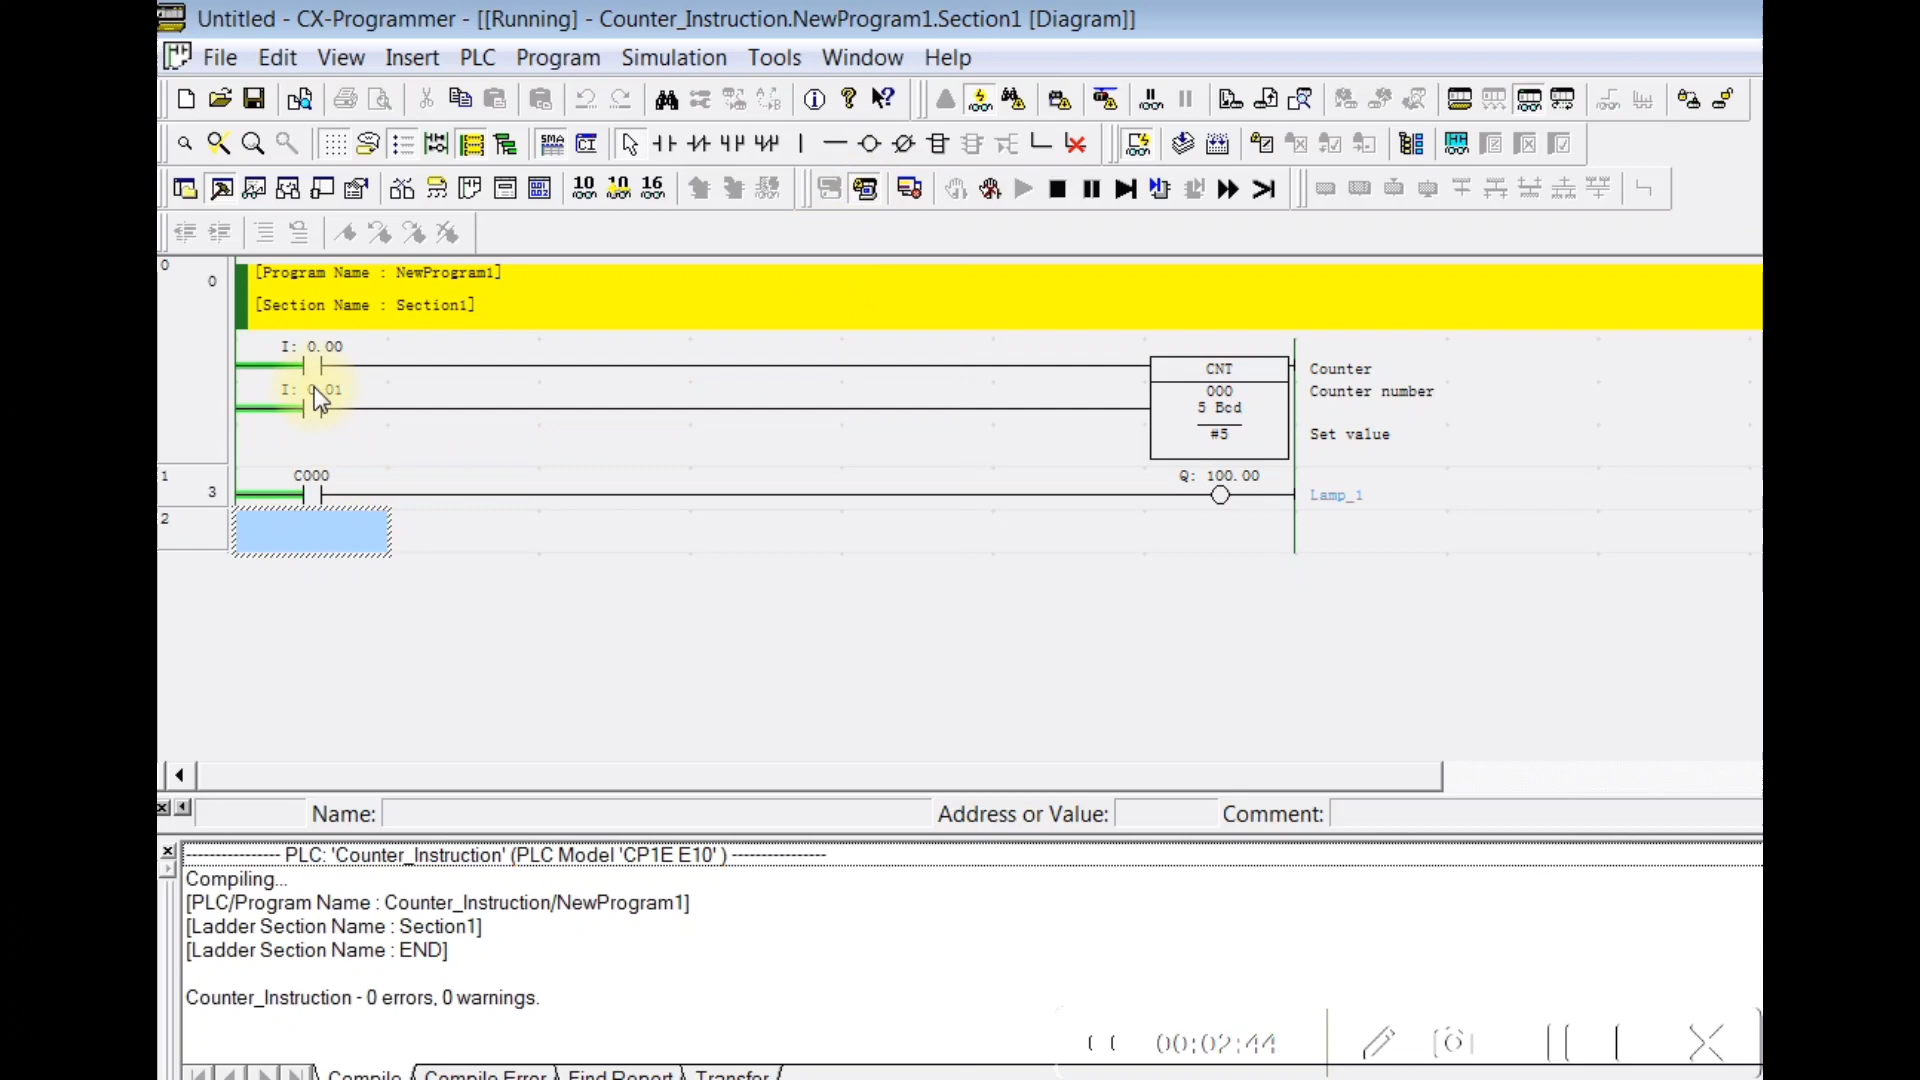 Untitled - CX-Programmer - [[Running] - Counter_Instruction.NewProgram1.Section1 [Diagram]]
File Edit View Insert PLC Program Simulation Tools Window Help
10 10 16
0
0
[Program Name : NewProgram1]
[Section Name : Section1]
I: 0.00
CNT Counter
I: 0.01
000 Counter number
5 Bcd
#5 Set value
1
3
C000
Q: 100.00
Lamp_1
2
Name: Address or Value: Comment:
---------------- PLC: 'Counter_Instruction' (PLC Model 'CP1E E10' ) ----------------
Compiling...
[PLC/Program Name : Counter_Instruction/NewProgram1]
[Ladder Section Name : Section1]
[Ladder Section Name : END]
Counter_Instruction - 0 errors, 0 warnings.
00:02:44
Compile Compile Error Find Report Transfer